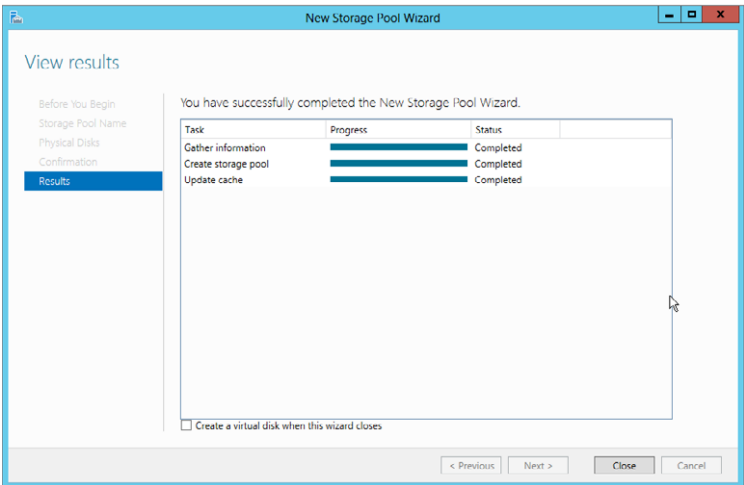 New Storage Pool Wizard
View results
Before You Begin
Storage Pool Name
Physical Disks
Confirmation
Results
You have successfully completed the New Storage Pool Wizard.
Task Progress Status
Gather information Completed
Create storage pool Completed
Update cache Completed
Create a virtual disk when this wizard closes
< Previous Next > Close Cancel